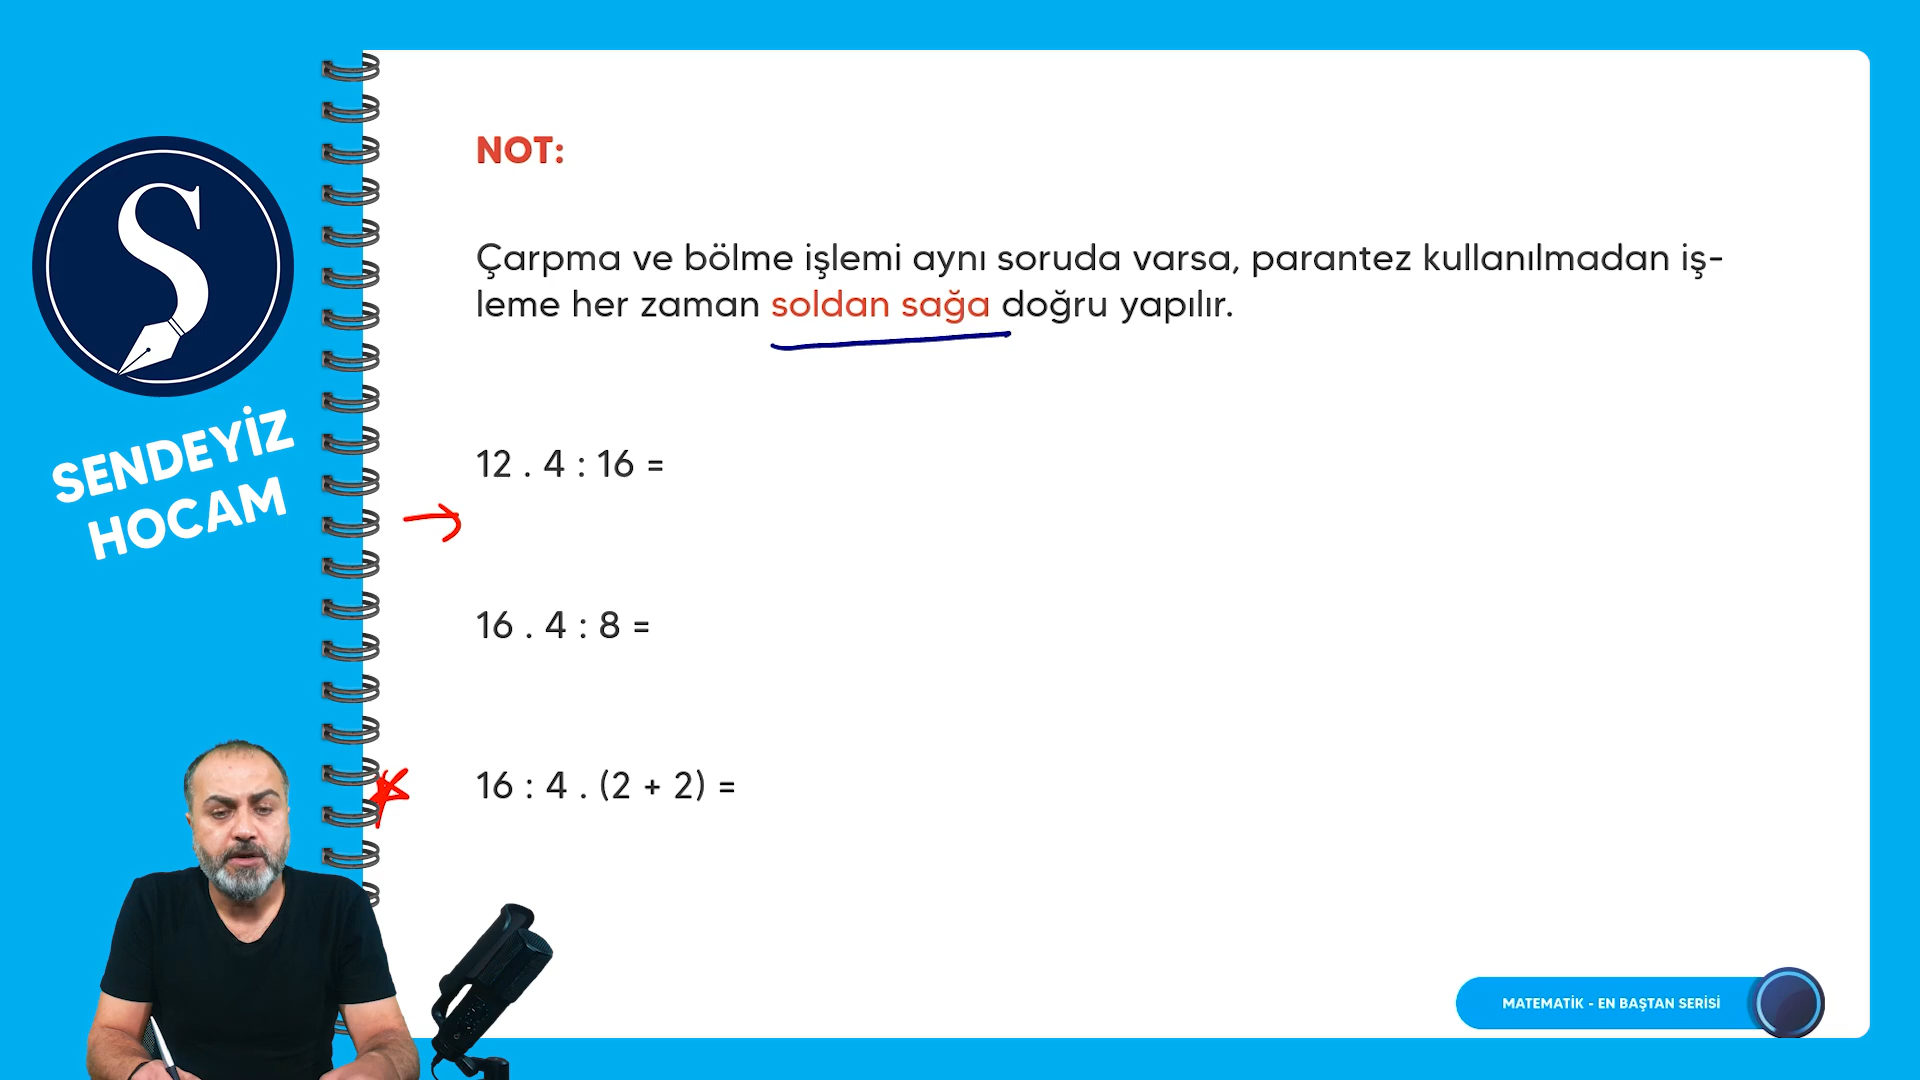 SENDEYİZ
HOCAM
NOT:
Çarpma ve bölme işlemi aynı soruda varsa, parantez kullanılmadan iş-
leme her zaman soldan sağa doğru yapılır.
12 . 4 : 16 =
16 . 4 : 8 =
16 : 4 . (2 + 2) =
MATEMATİK - EN BAŞTAN SERİSİ